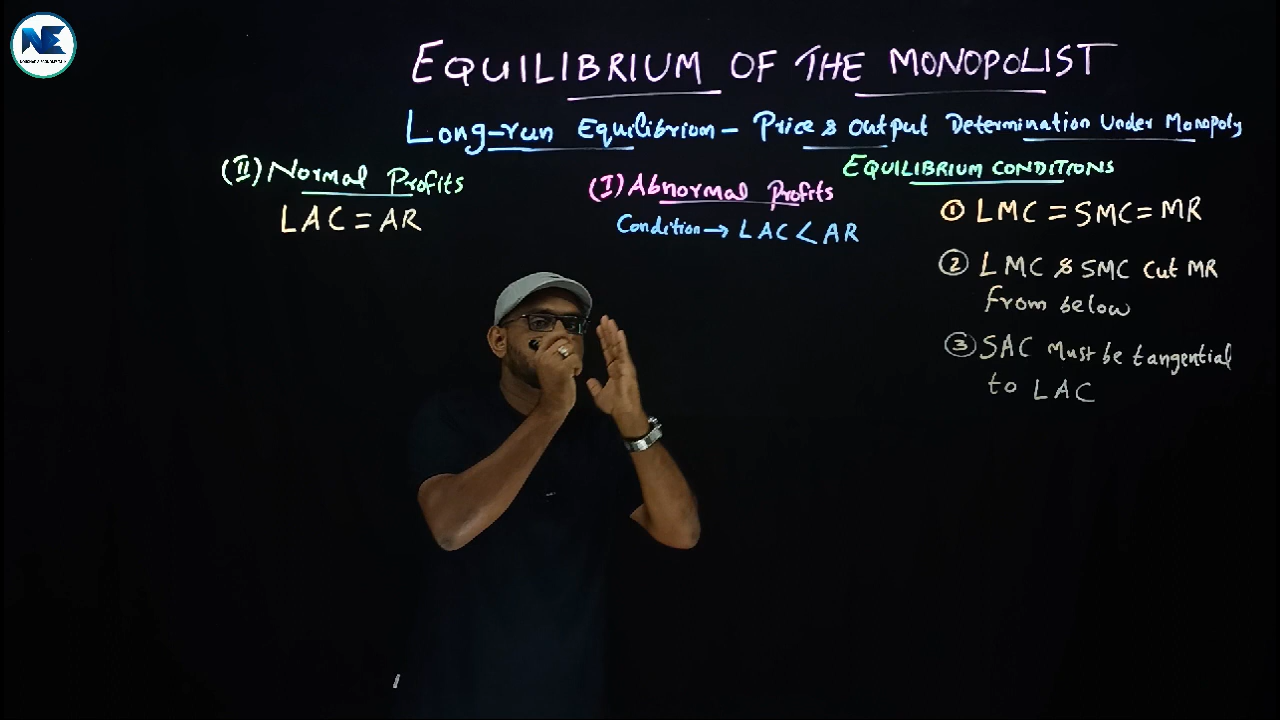 NE
EQUILIBRIUM OF THE MONOPOLIST
Long-run Equilibrium – Price & Output Determination Under Monopoly
(II) Normal Profits
LAC = AR
(I) Abnormal Profits
Condition → LAC < AR
EQUILIBRIUM CONDITIONS
① LMC = SMC = MR
② LMC & SMC Cut MR
from below
③ SAC Must be tangential
to LAC